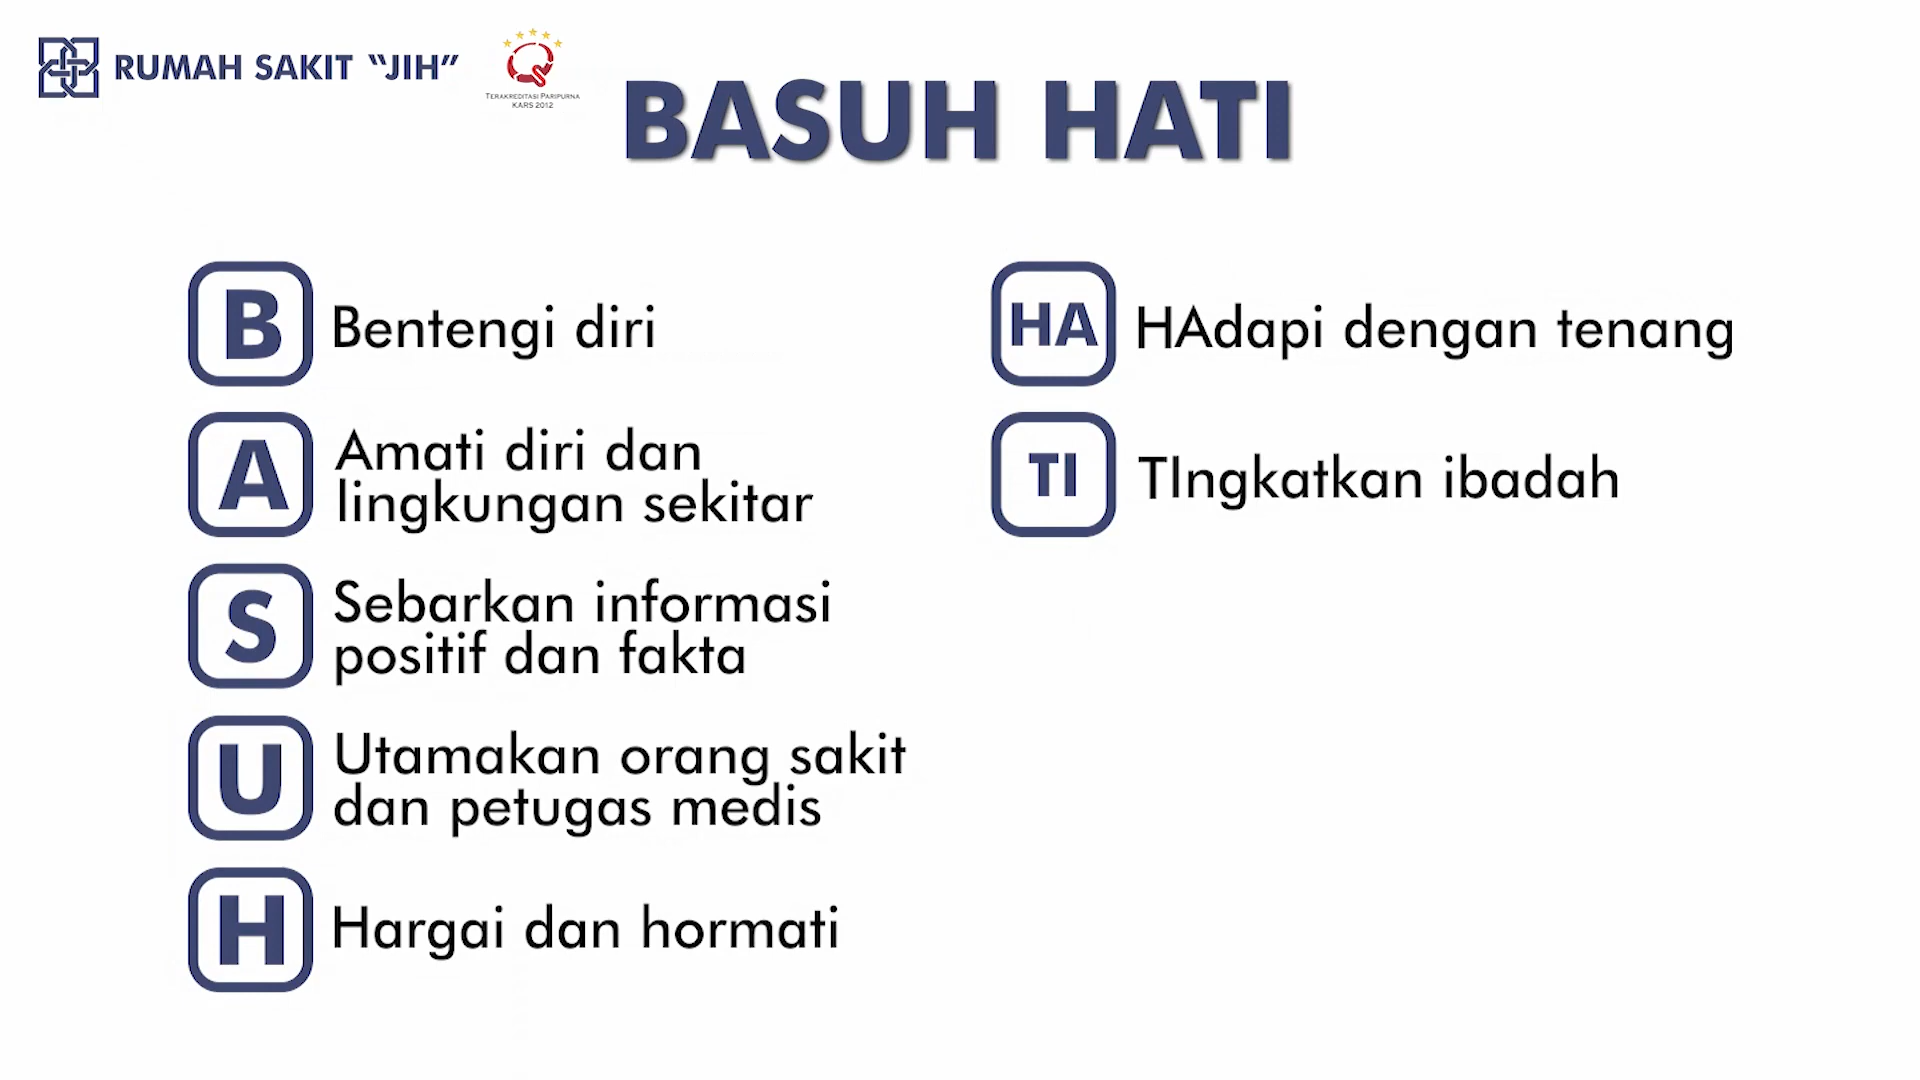 RUMAH SAKIT “JIH”
TERAKREDITASI PARIPURNA
KARS 2012
BASUH HATI
B Bentengi diri
A Amati diri dan
lingkungan sekitar
S Sebarkan informasi
positif dan fakta
U Utamakan orang sakit
dan petugas medis
H Hargai dan hormati
HA HAdapi dengan tenang
TI TIngkatkan ibadah